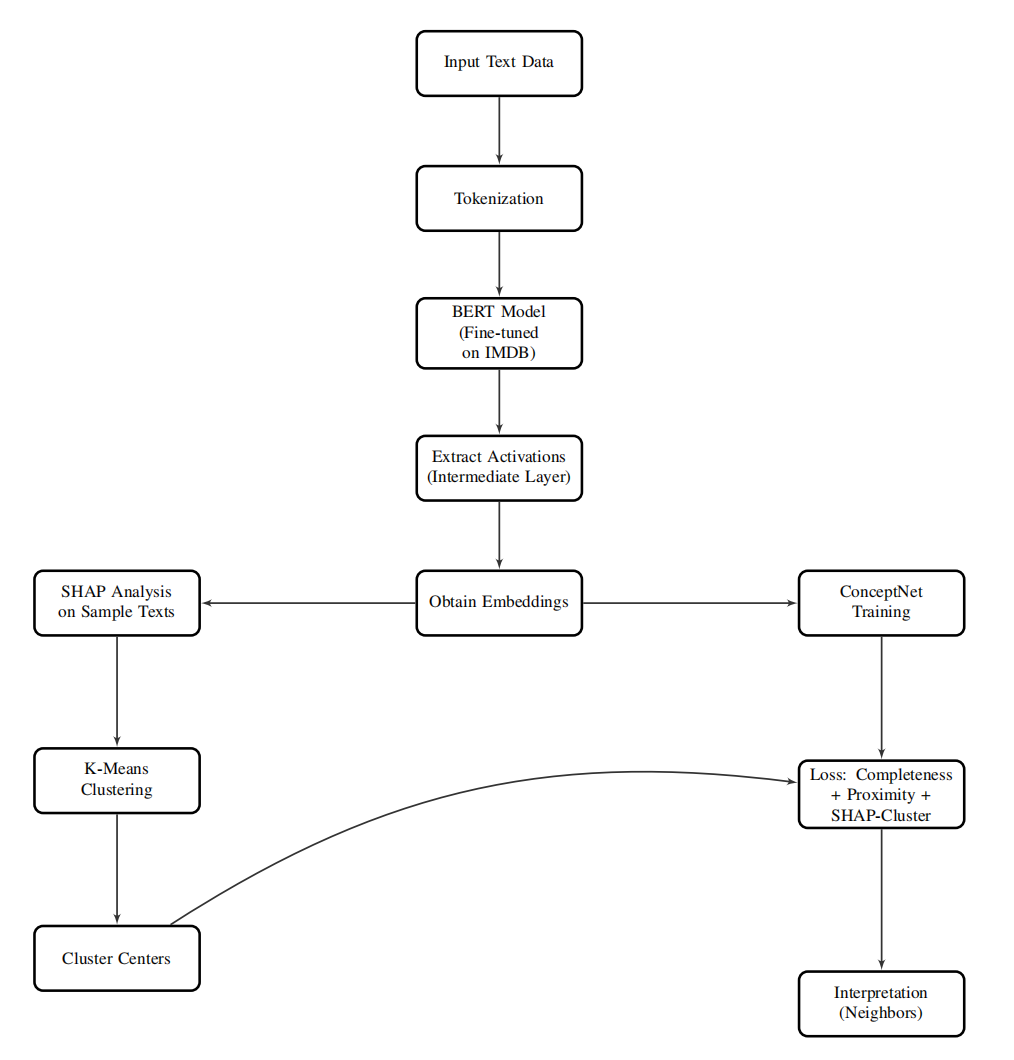 Input Text Data
Tokenization
BERT Model
(Fine-tuned
on IMDB)
Extract Activations
(Intermediate Layer)
SHAP Analysis
on Sample Texts
Obtain Embeddings
ConceptNet
Training
K-Means
Clustering
Loss: Completeness
+ Proximity +
SHAP-Cluster
Cluster Centers
Interpretation
(Neighbors)